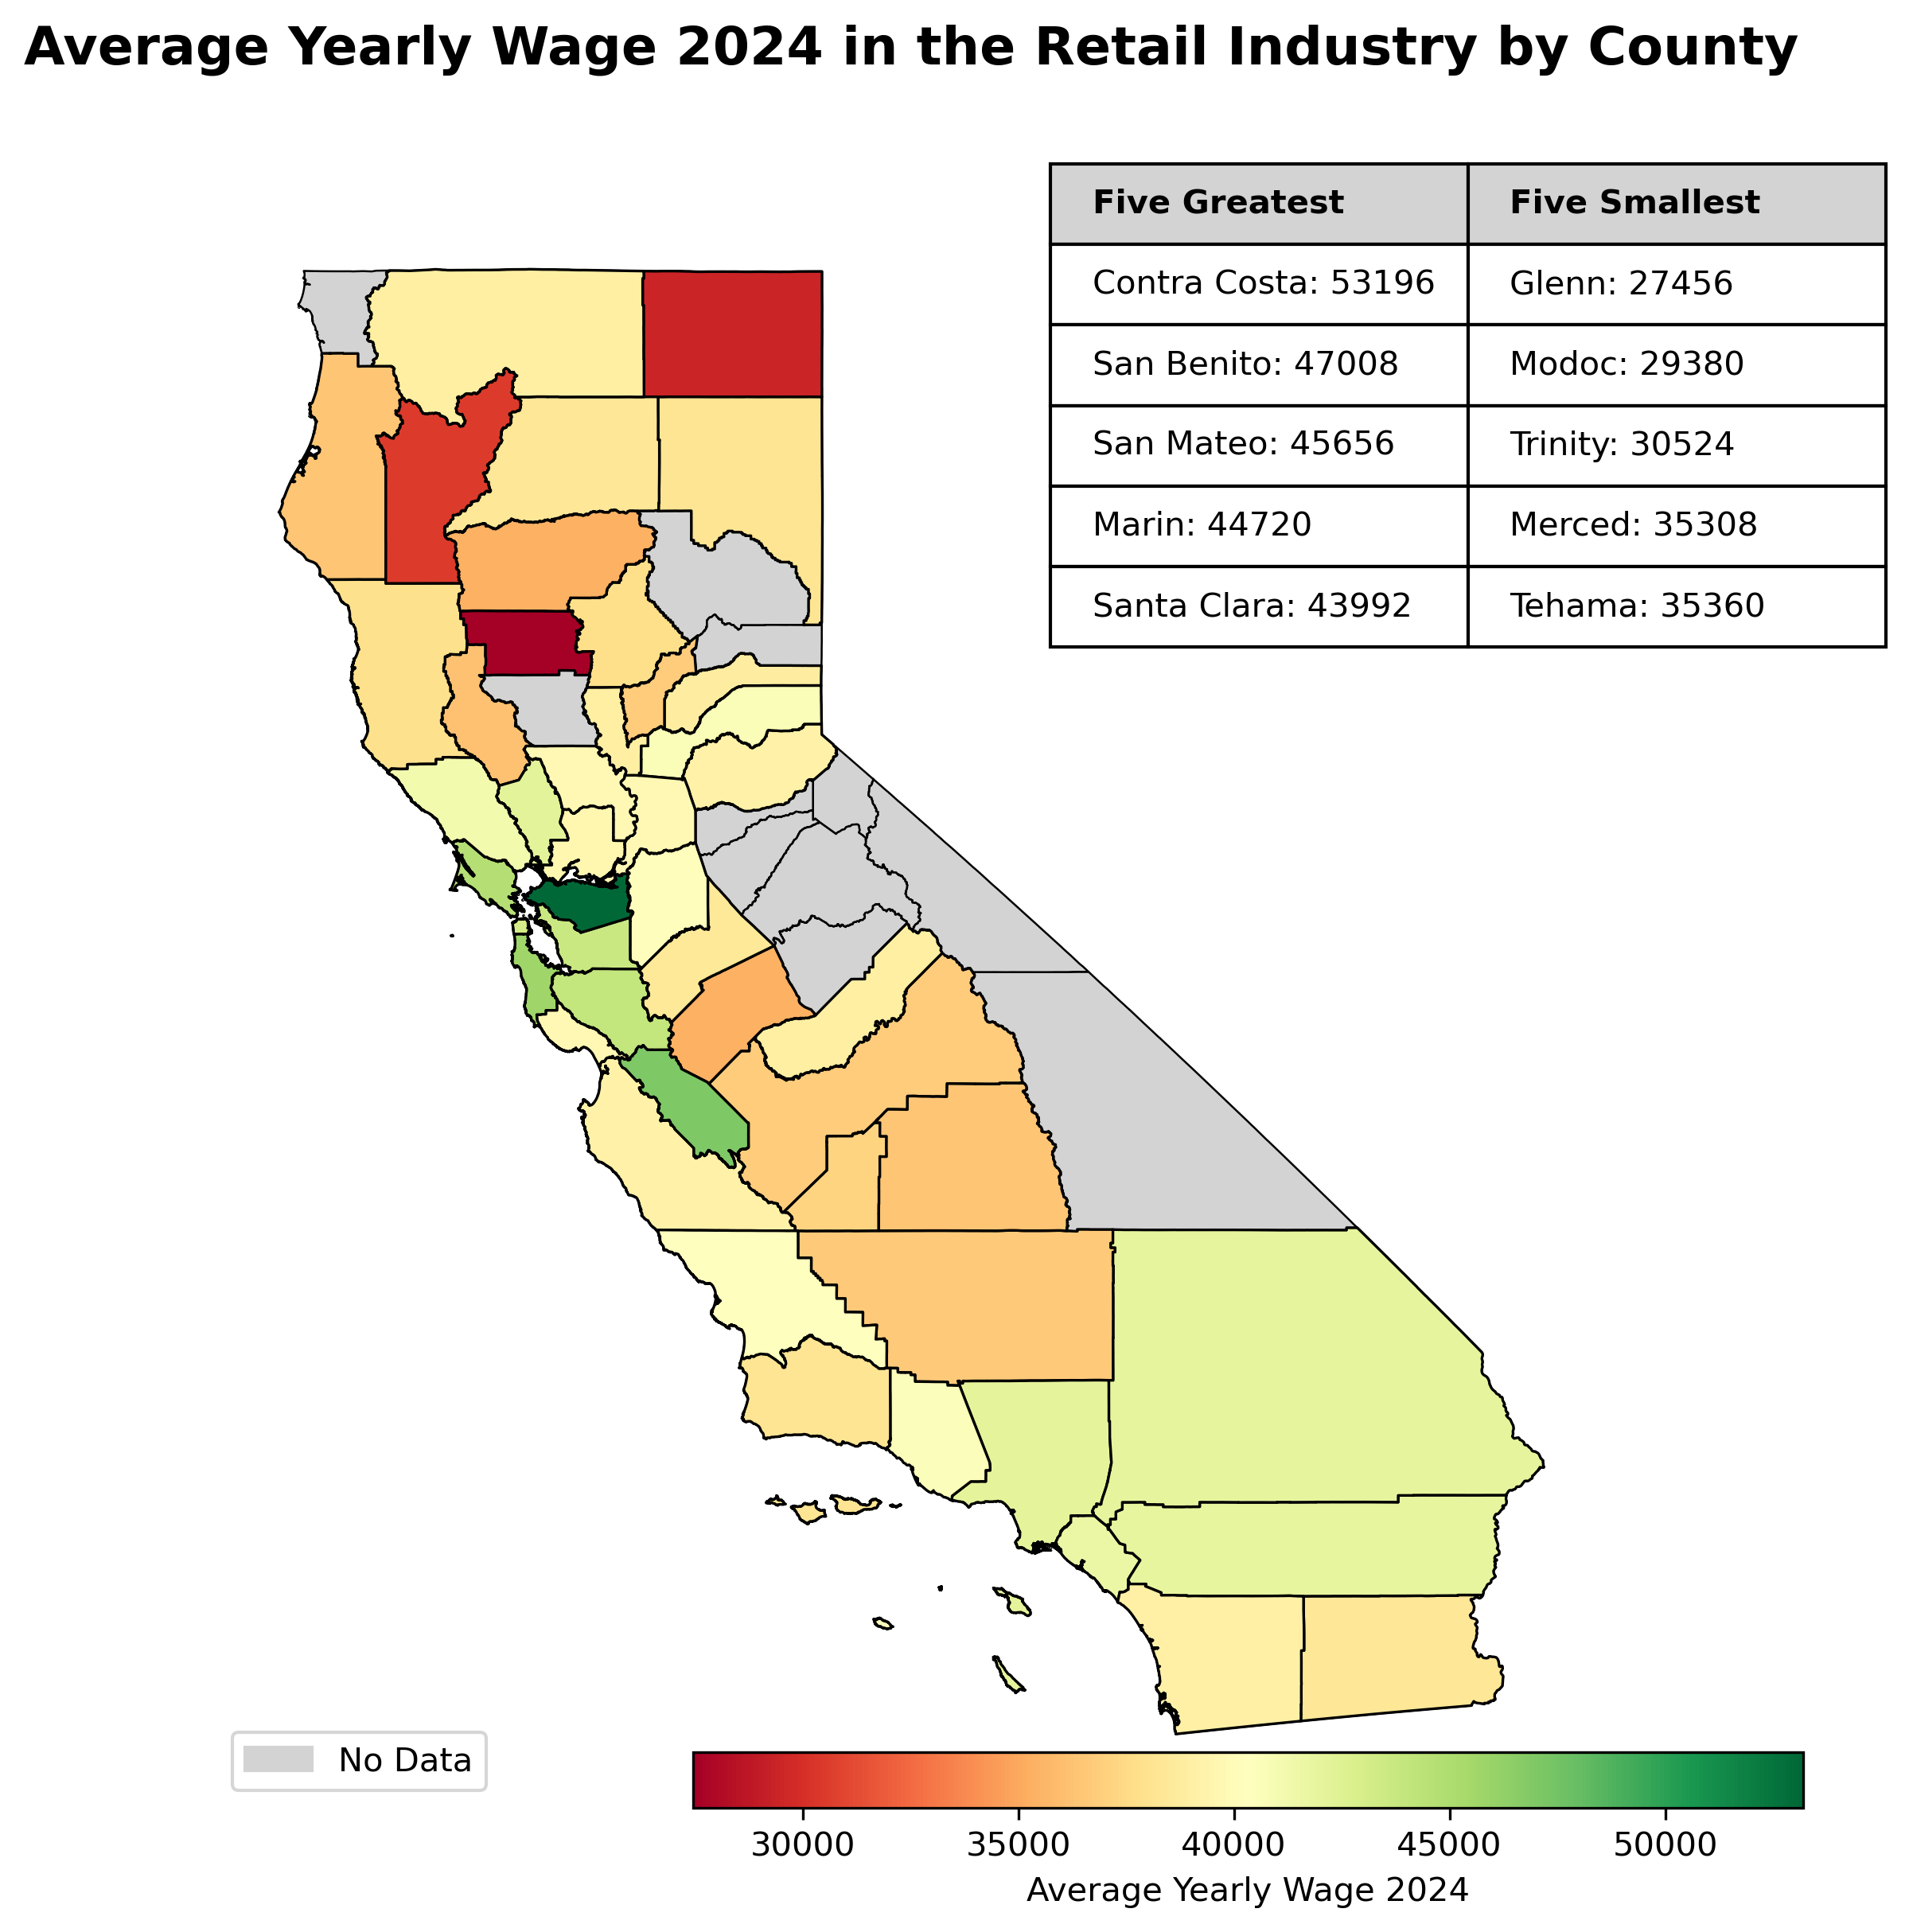 Average Yearly Wage 2024 in the Retail Industry by County
Five Greatest Five Smallest
Contra Costa: 53196 Glenn: 27456
San Benito: 47008 Modoc: 29380
San Mateo: 45656 Trinity: 30524
Marin: 44720 Merced: 35308
Santa Clara: 43992 Tehama: 35360
No Data
30000 35000 40000 45000 50000
Average Yearly Wage 2024